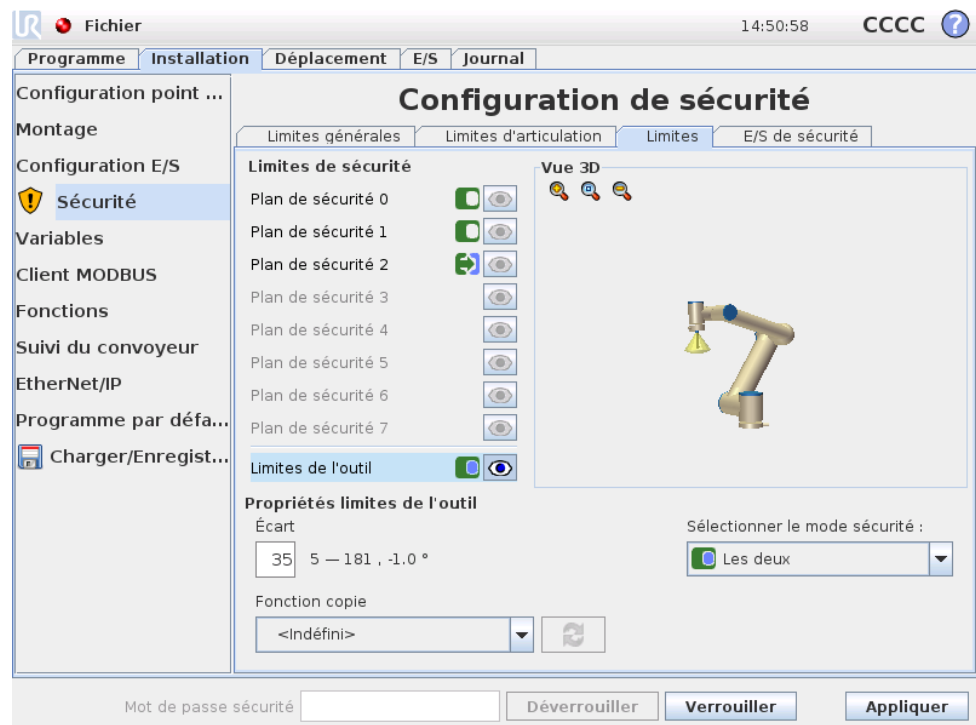 UR Fichier 14:50:58 CCCC ?
Programme Installation Déplacement E/S Journal
Configuration point ...
Montage
Configuration E/S
Sécurité
Variables
Client MODBUS
Fonctions
Suivi du convoyeur
EtherNet/IP
Programme par défa...
Charger/Enregist...
Configuration de sécurité
Limites générales Limites d'articulation Limites E/S de sécurité
Limites de sécurité
Plan de sécurité 0
Plan de sécurité 1
Plan de sécurité 2
Plan de sécurité 3
Plan de sécurité 4
Plan de sécurité 5
Plan de sécurité 6
Plan de sécurité 7
Limites de l'outil
Vue 3D
Propriétés limites de l'outil
Écart
35 5 — 181 , -1.0 °
Sélectionner le mode sécurité :
Les deux
Fonction copie
<Indéfini>
Mot de passe sécurité Déverrouiller Verrouiller Appliquer